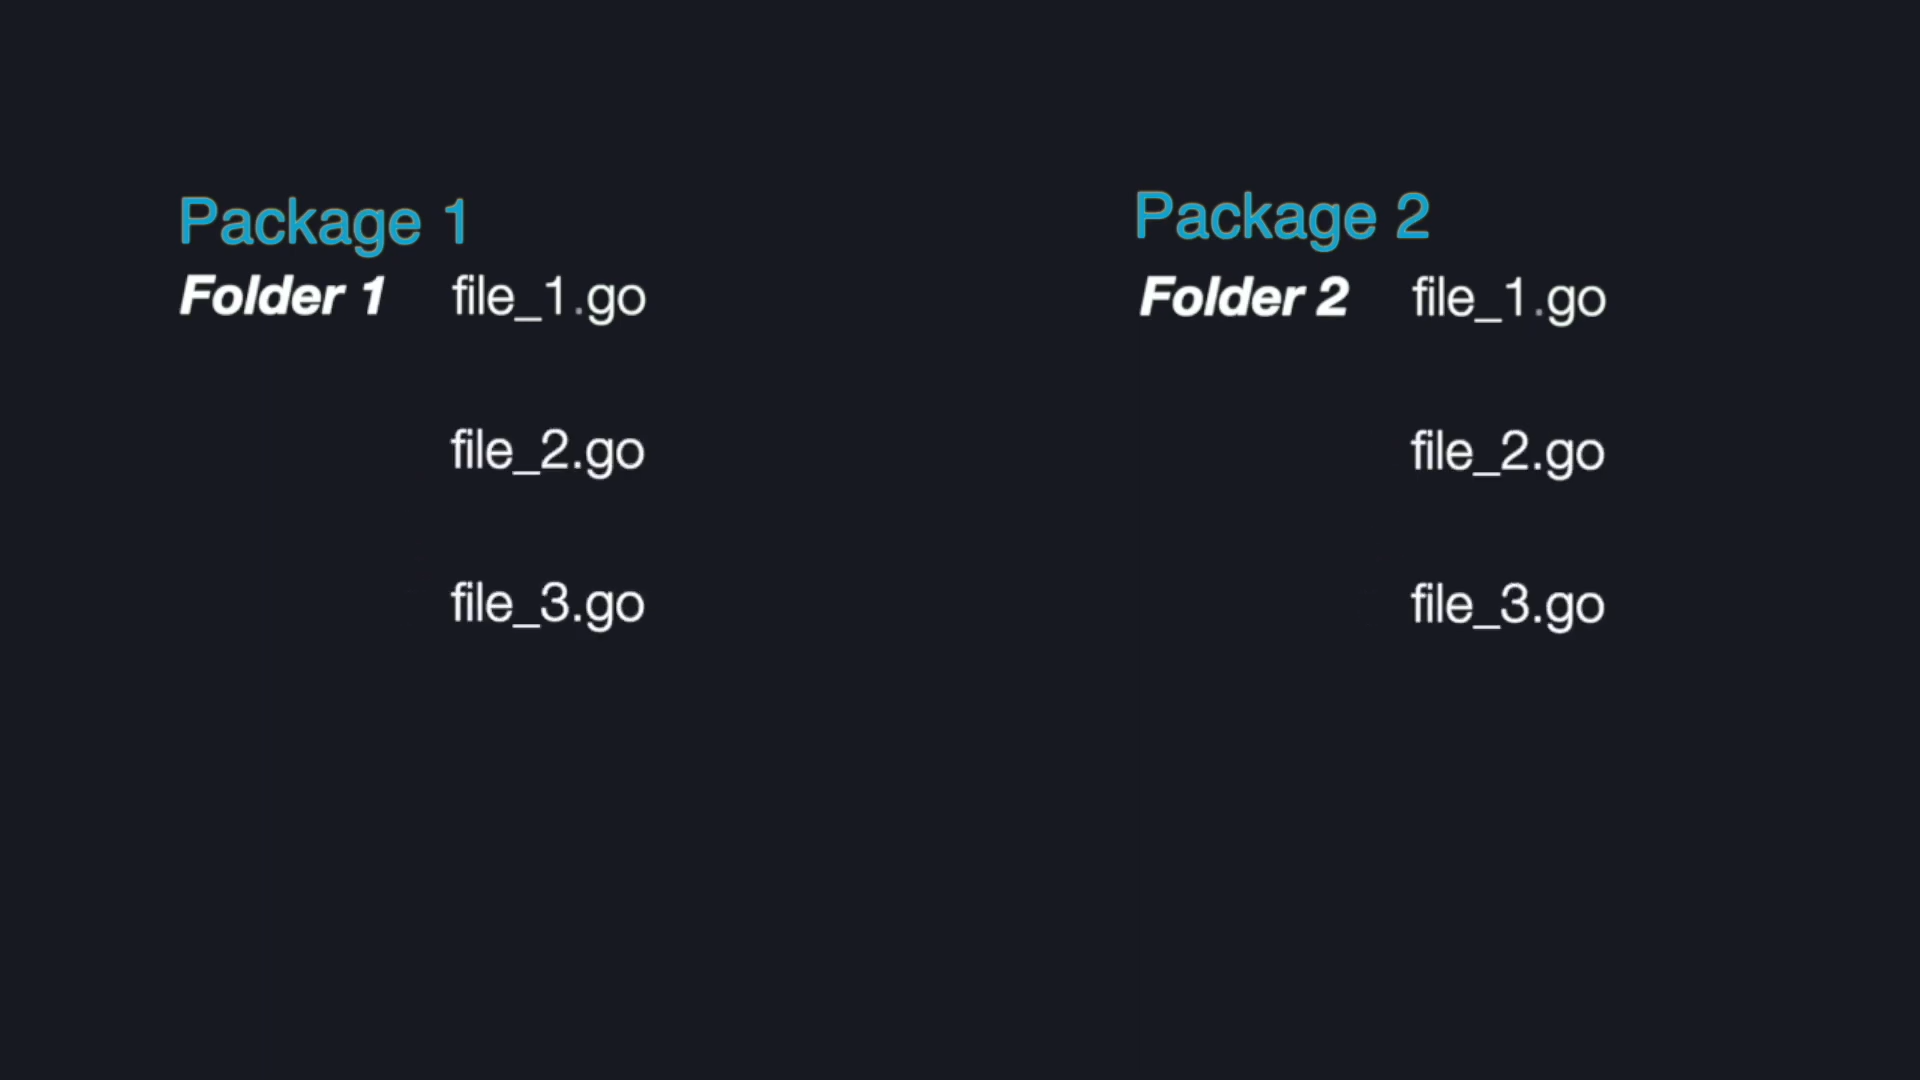 Package 1
Folder 1 file_1.go
file_2.go
file_3.go
Package 2
Folder 2 file_1.go
file_2.go
file_3.go